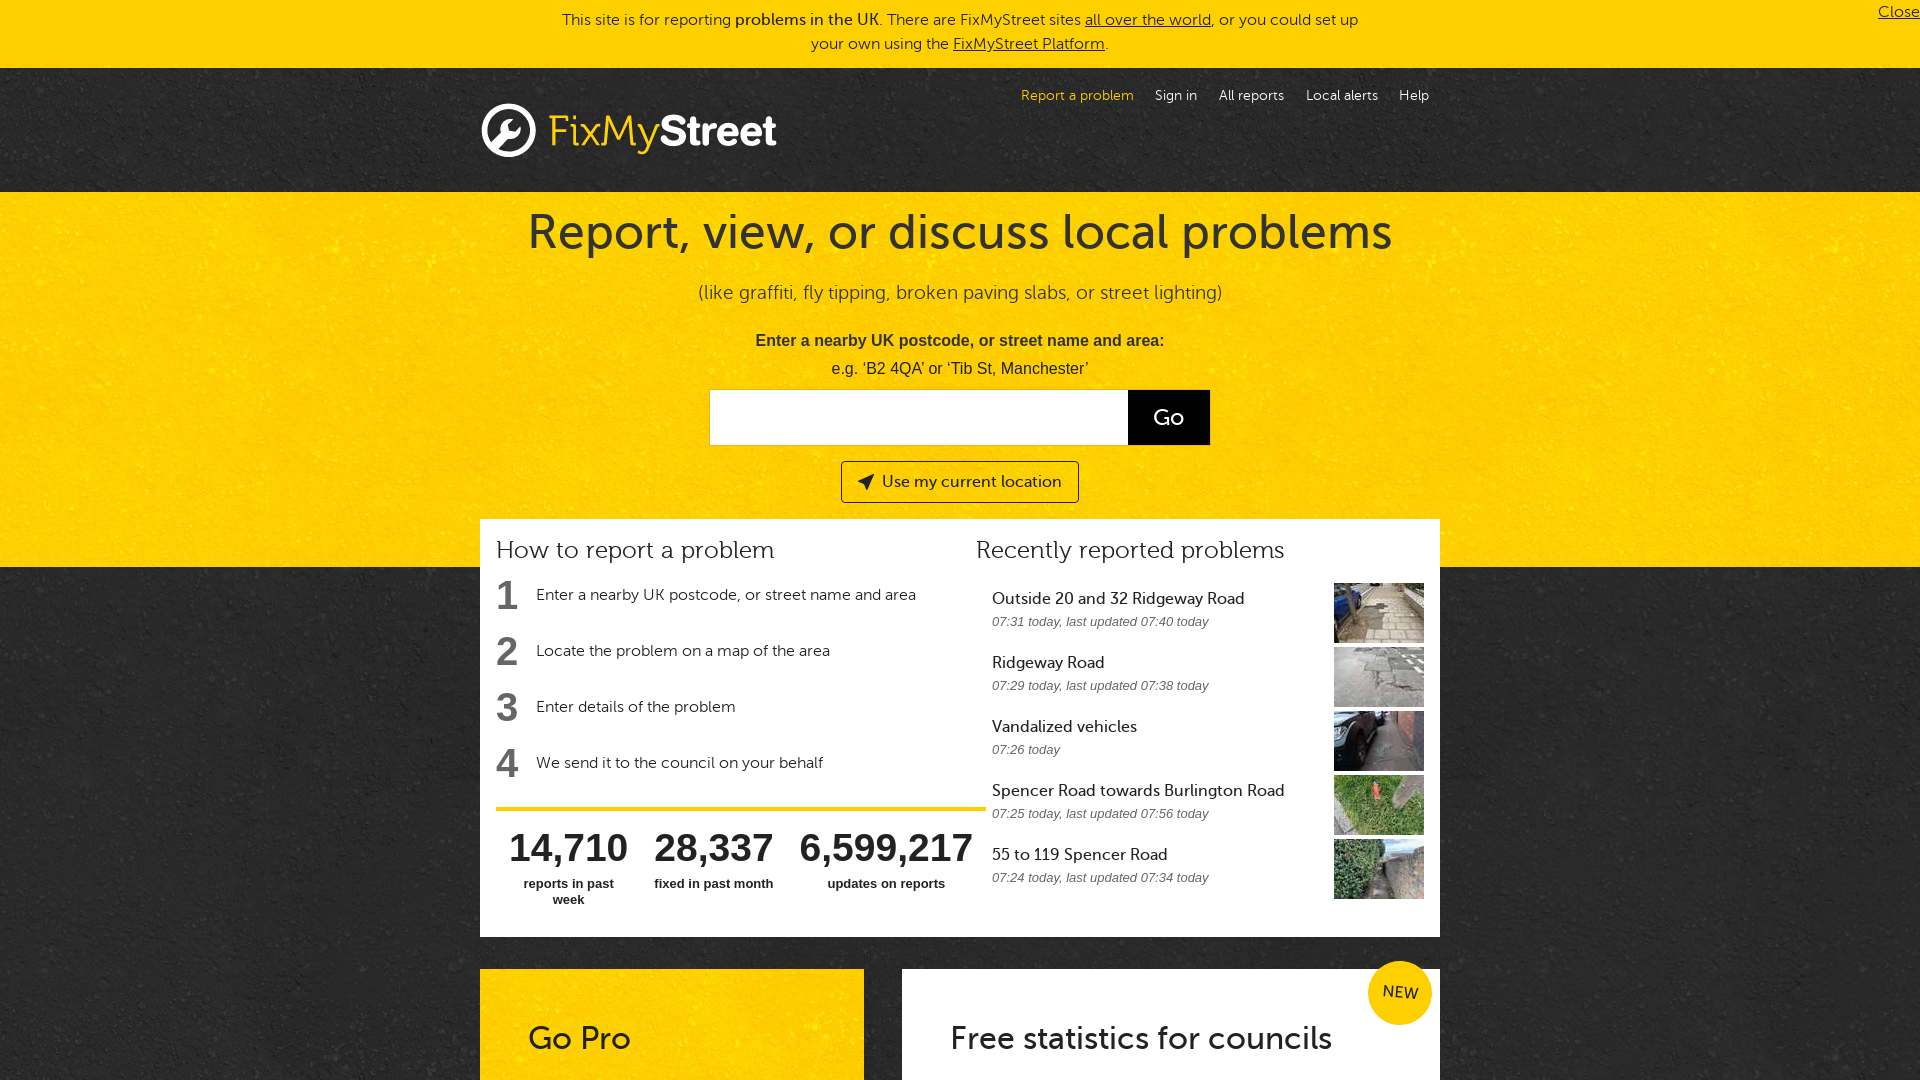 This site is for reporting problems in the UK. There are FixMyStreet sites all over the world, or you could set up
your own using the FixMyStreet Platform.
Close
Report a problem
Sign in
All reports
Local alerts
Help
FixMyStreet
Report, view, or discuss local problems
(like graffiti, fly tipping, broken paving slabs, or street lighting)
Enter a nearby UK postcode, or street name and area:
e.g. ‘B2 4QA’ or ‘Tib St, Manchester’
Go
Use my current location
How to report a problem
1 Enter a nearby UK postcode, or street name and area
2 Locate the problem on a map of the area
3 Enter details of the problem
4 We send it to the council on your behalf
14,710
reports in past
week
28,337
fixed in past month
6,599,217
updates on reports
Recently reported problems
Outside 20 and 32 Ridgeway Road
07:31 today, last updated 07:40 today
Ridgeway Road
07:29 today, last updated 07:38 today
Vandalized vehicles
07:26 today
Spencer Road towards Burlington Road
07:25 today, last updated 07:56 today
55 to 119 Spencer Road
07:24 today, last updated 07:34 today
Go Pro
NEW
Free statistics for councils